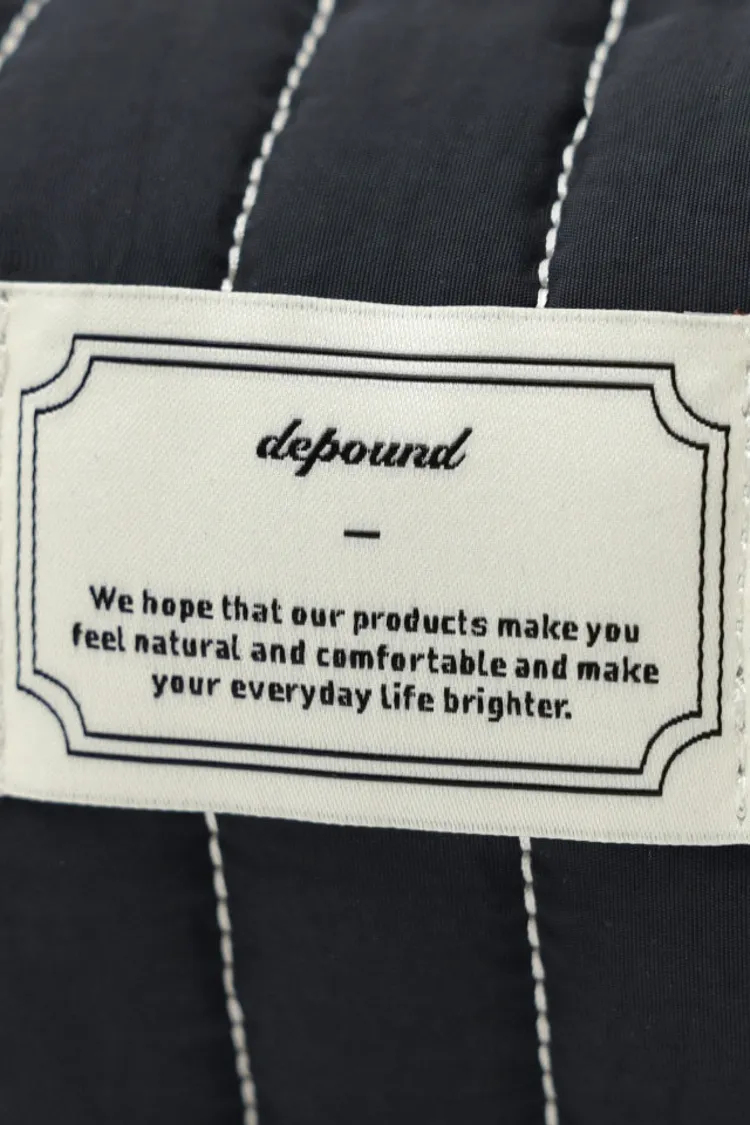 depound
—
We hope that our products make you
feel natural and comfortable and make
your everyday life brighter.